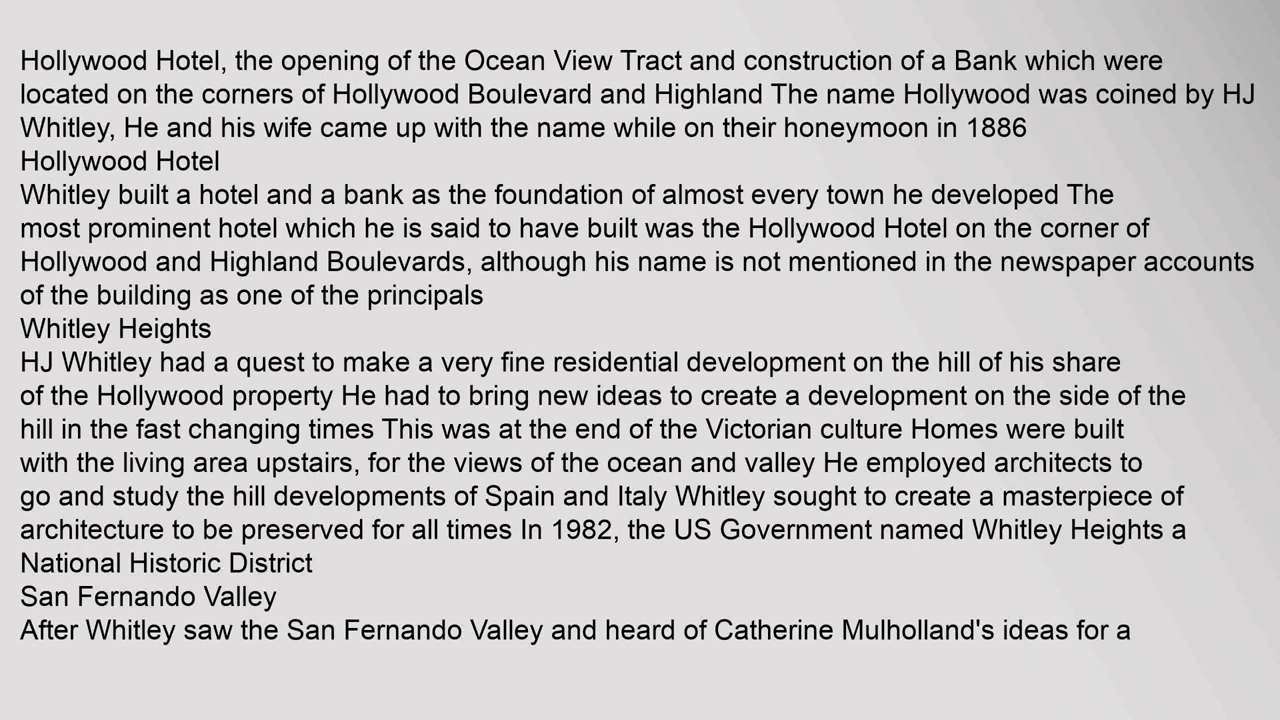 Hollywood Hotel, the opening of the Ocean View Tract and construction of a Bank which were
located on the corners of Hollywood Boulevard and Highland The name Hollywood was coined by HJ
Whitley, He and his wife came up with the name while on their honeymoon in 1886
Hollywood Hotel
Whitley built a hotel and a bank as the foundation of almost every town he developed The
most prominent hotel which he is said to have built was the Hollywood Hotel on the corner of
Hollywood and Highland Boulevards, although his name is not mentioned in the newspaper accounts
of the building as one of the principals
Whitley Heights
HJ Whitley had a quest to make a very fine residential development on the hill of his share
of the Hollywood property He had to bring new ideas to create a development on the side of the
hill in the fast changing times This was at the end of the Victorian culture Homes were built
with the living area upstairs, for the views of the ocean and valley He employed architects to
go and study the hill developments of Spain and Italy Whitley sought to create a masterpiece of
architecture to be preserved for all times In 1982, the US Government named Whitley Heights a
National Historic District
San Fernando Valley
After Whitley saw the San Fernando Valley and heard of Catherine Mulholland's ideas for a